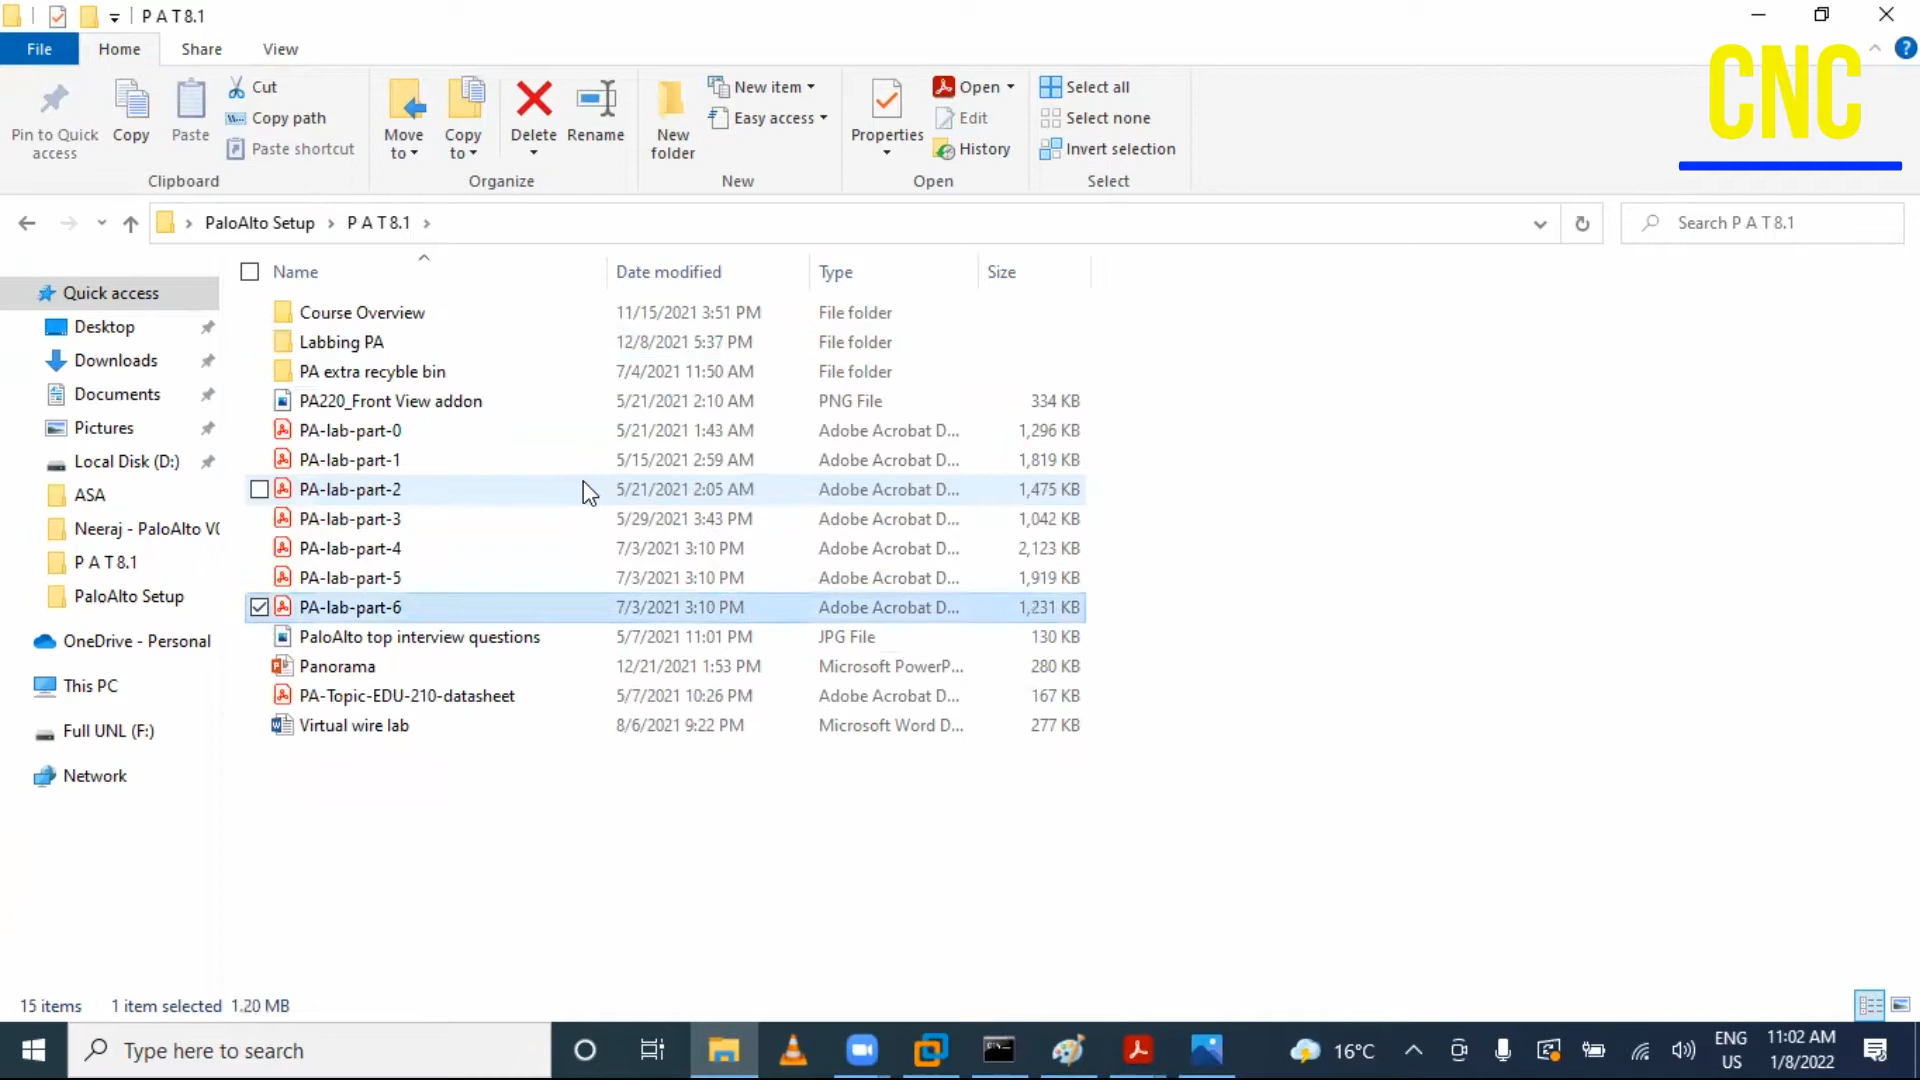 P A T 8.1
File Home Share View
CNC
Pin to Quick access
Copy
Paste
Cut
Copy path
Paste shortcut
Clipboard
Move to
Copy to
Delete
Rename
Organize
New folder
New item
Easy access
New
Properties
Open
Edit
History
Open
Select all
Select none
Invert selection
Select
PaloAlto Setup P A T 8.1
Search P A T 8.1
Name Date modified Type Size
Quick access
Desktop
Downloads
Documents
Pictures
Local Disk (D:)
ASA
Neeraj - PaloAlto V
P A T 8.1
PaloAlto Setup
OneDrive - Personal
This PC
Full UNL (F:)
Network
Course Overview 11/15/2021 3:51 PM File folder
Labbing PA 12/8/2021 5:37 PM File folder
PA extra recyble bin 7/4/2021 11:50 AM File folder
PA220_Front View addon 5/21/2021 2:10 AM PNG File 334 KB
PA-lab-part-0 5/21/2021 1:43 AM Adobe Acrobat D... 1,296 KB
PA-lab-part-1 5/15/2021 2:59 AM Adobe Acrobat D... 1,819 KB
PA-lab-part-2 5/21/2021 2:05 AM Adobe Acrobat D... 1,475 KB
PA-lab-part-3 5/29/2021 3:43 PM Adobe Acrobat D... 1,042 KB
PA-lab-part-4 7/3/2021 3:10 PM Adobe Acrobat D... 2,123 KB
PA-lab-part-5 7/3/2021 3:10 PM Adobe Acrobat D... 1,919 KB
PA-lab-part-6 7/3/2021 3:10 PM Adobe Acrobat D... 1,231 KB
PaloAlto top interview questions 5/7/2021 11:01 PM JPG File 130 KB
Panorama 12/21/2021 1:53 PM Microsoft PowerP... 280 KB
PA-Topic-EDU-210-datasheet 5/7/2021 10:26 PM Adobe Acrobat D... 167 KB
Virtual wire lab 8/6/2021 9:22 PM Microsoft Word D... 277 KB
15 items 1 item selected 1.20 MB
Type here to search
16°C
ENG
US
11:02 AM
1/8/2022